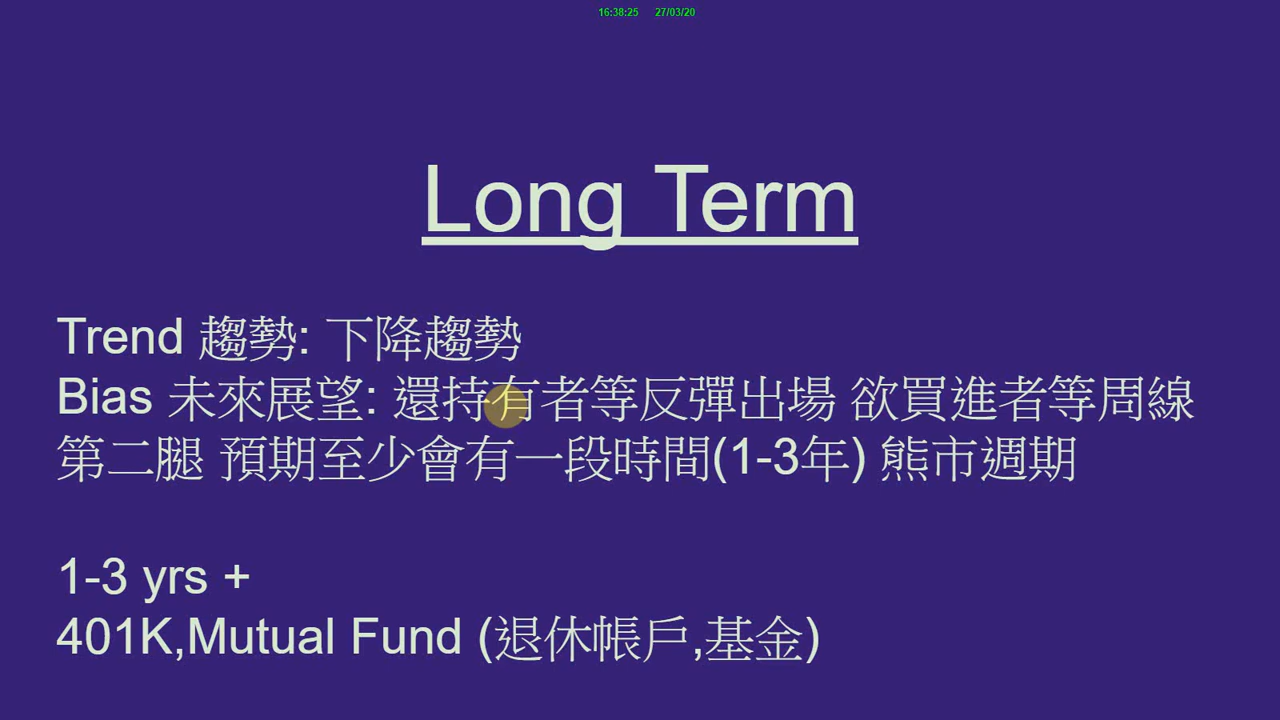 16:38:25 27/03/20
Long Term
Trend 趨勢: 下降趨勢
Bias 未來展望: 還持有者等反彈出場 欲買進者等周線
第二腿 預期至少會有一段時間(1-3年) 熊市週期
1-3 yrs +
401K,Mutual Fund (退休帳戶,基金)